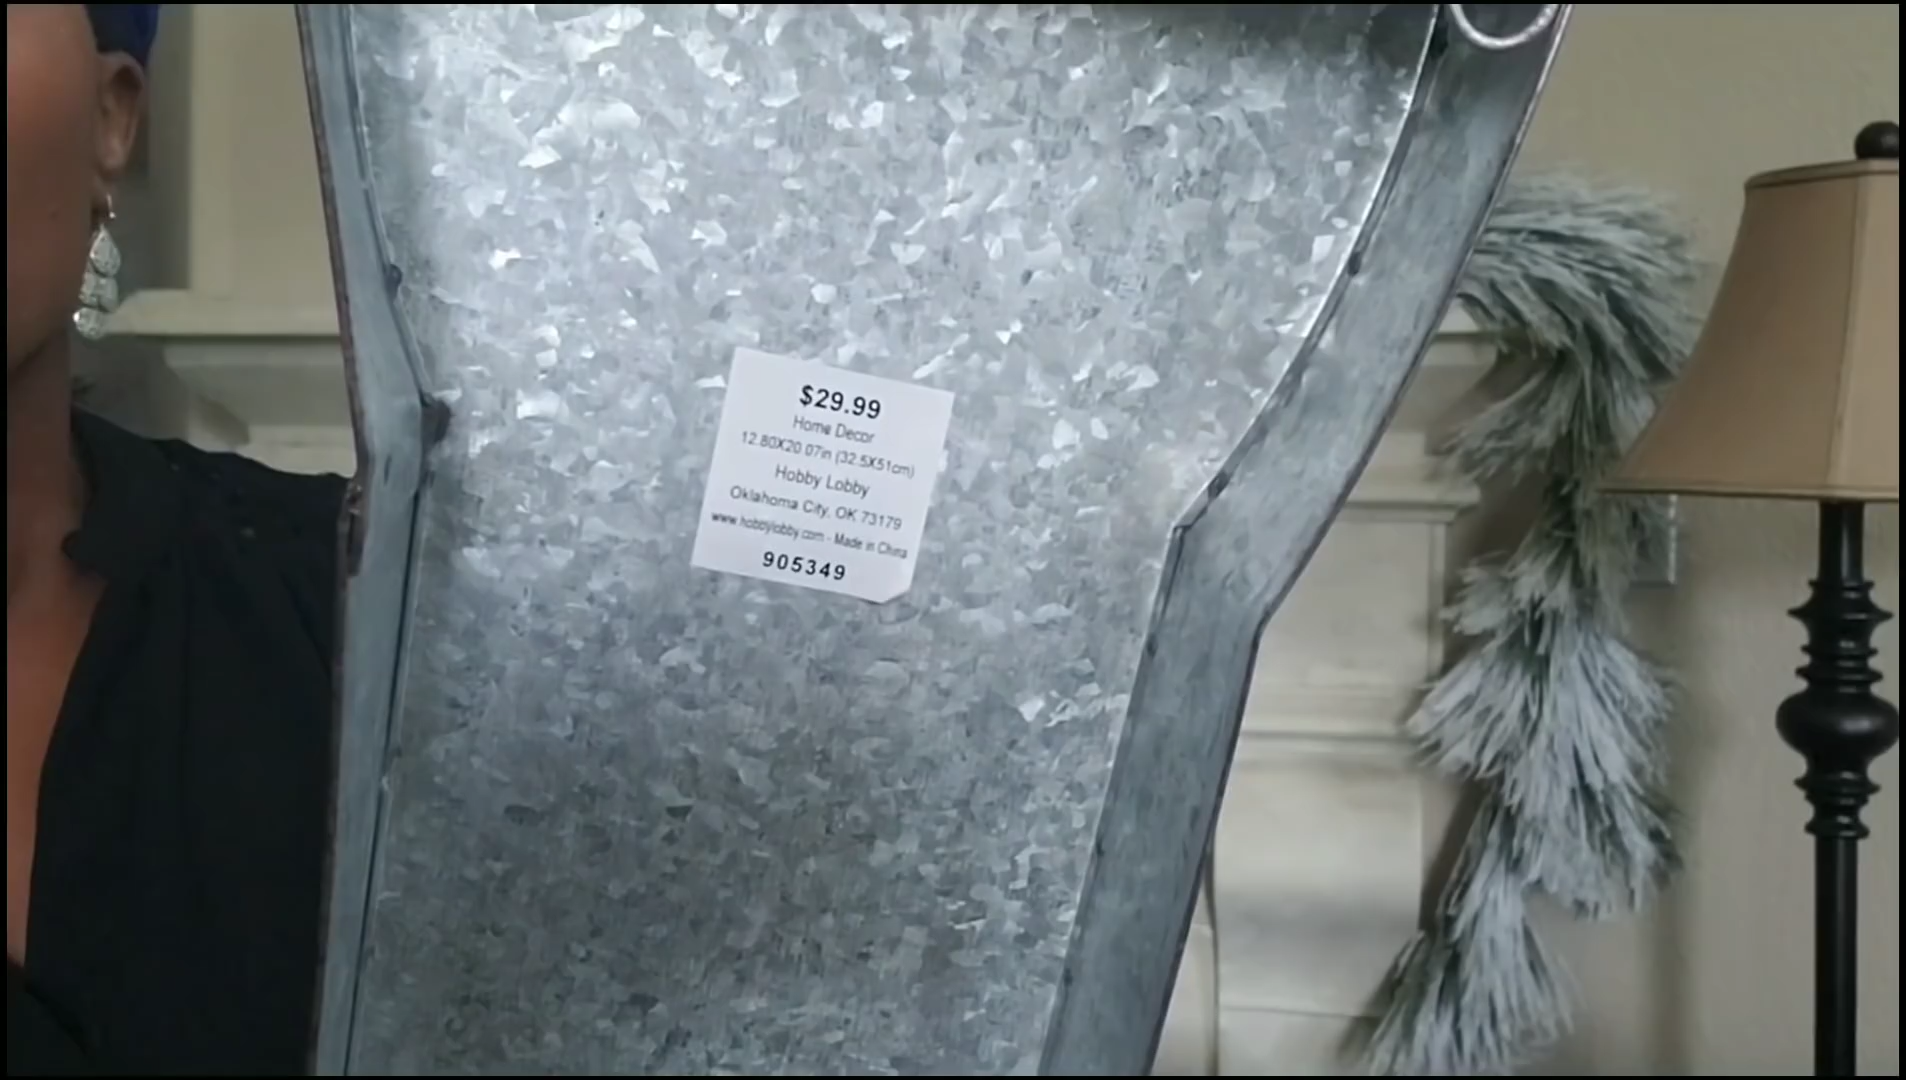 $29.99
Home Decor
12.80X20.07in (32.5X51cm)
Hobby Lobby
Oklahoma City, OK 73179
www.hobbylobby.com - Made in China
905349